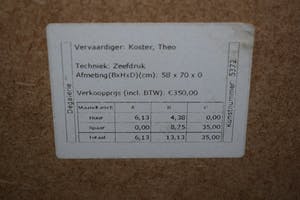 Vervaardiger: Koster, Theo
Techniek: Zeefdruk
Afmeting(BxHxD)(cm): 58 x 70 x 0
Verkoopprijs (incl. BTW): €350,00
Maandkosten A B C
Huur 6,13 4,38 0,00
Spaar 0,00 8,75 35,00
Totaal 6,13 13,13 35,00
Degalerie
Kunstnummer 5372